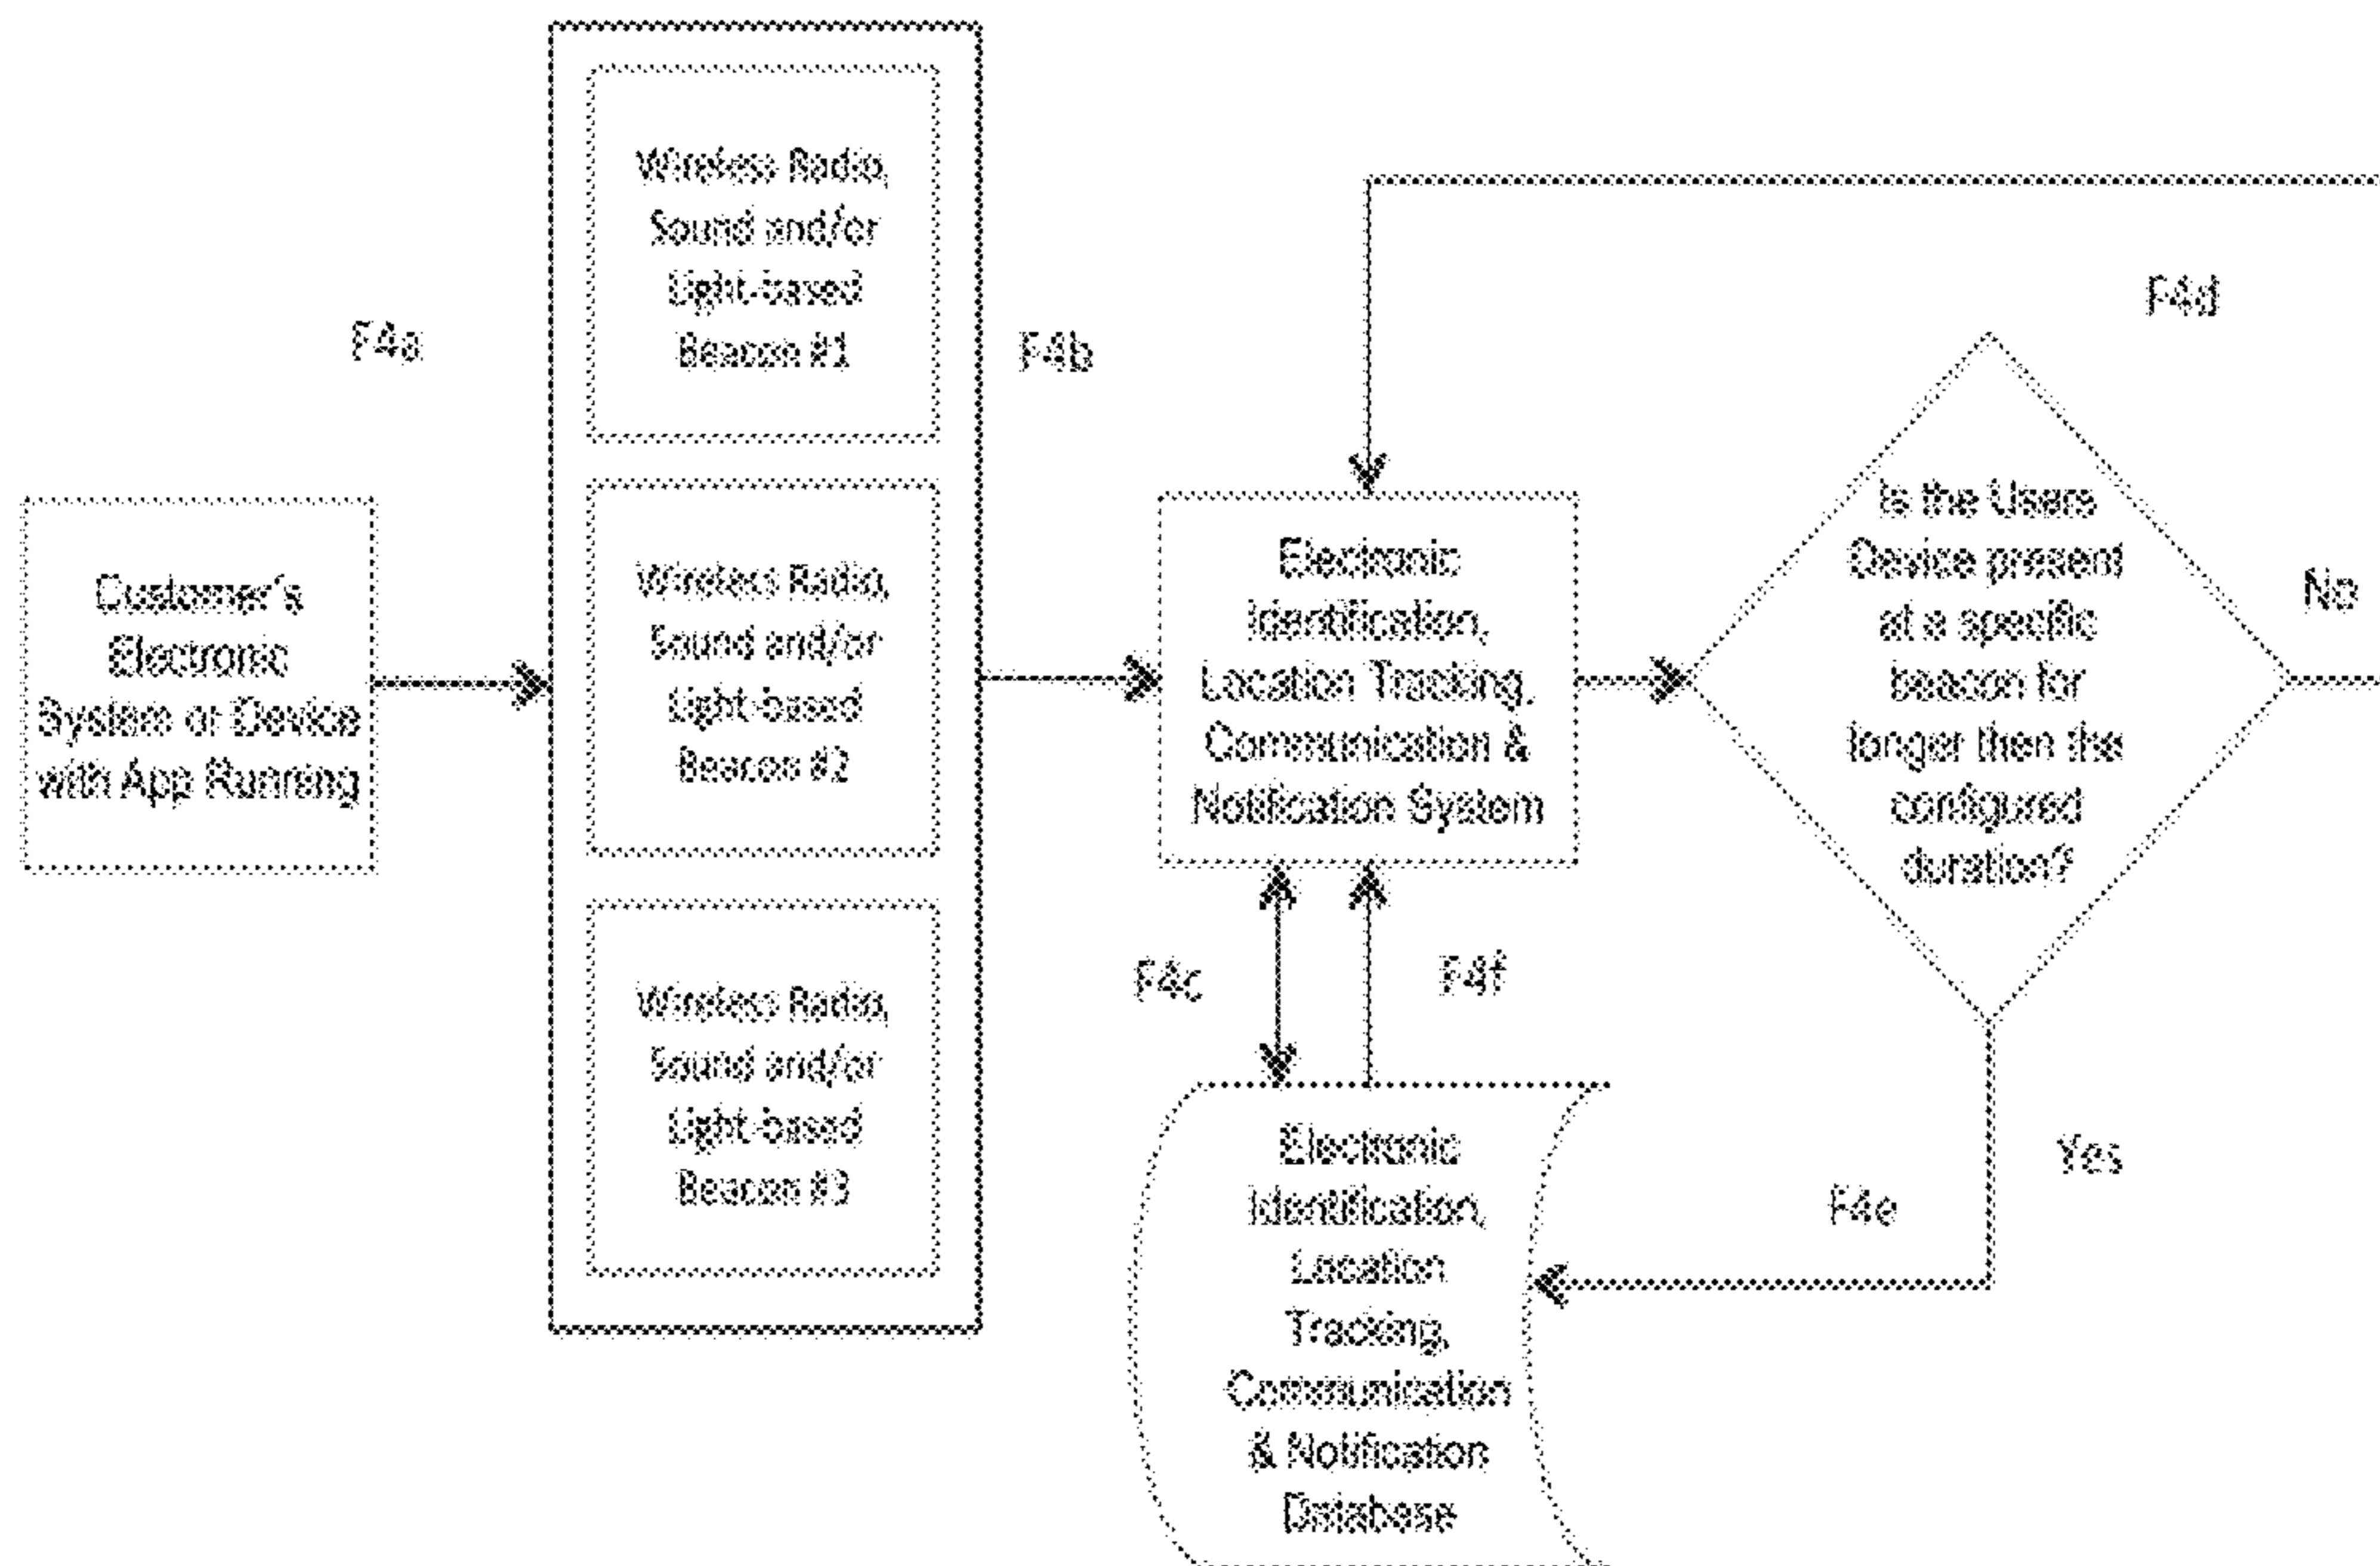 Wireless Radio,
Sound and/or
Light-based
Beacon #1
F4a
F4b
F4d
Customer's
Electronic
System or Device
with App Running
Wireless Radio,
Sound and/or
Light-based
Beacon #2
Electronic
Identification,
Location Tracking,
Communication &
Notification System
Is the Users
Device present
at a specific
beacon for
longer then the
configured
duration?
No
F4c
F4f
Wireless Radio,
Sound and/or
Light-based
Beacon #3
Yes
F4e
Electronic
Identification,
Location
Tracking,
Communication
& Notification
Database